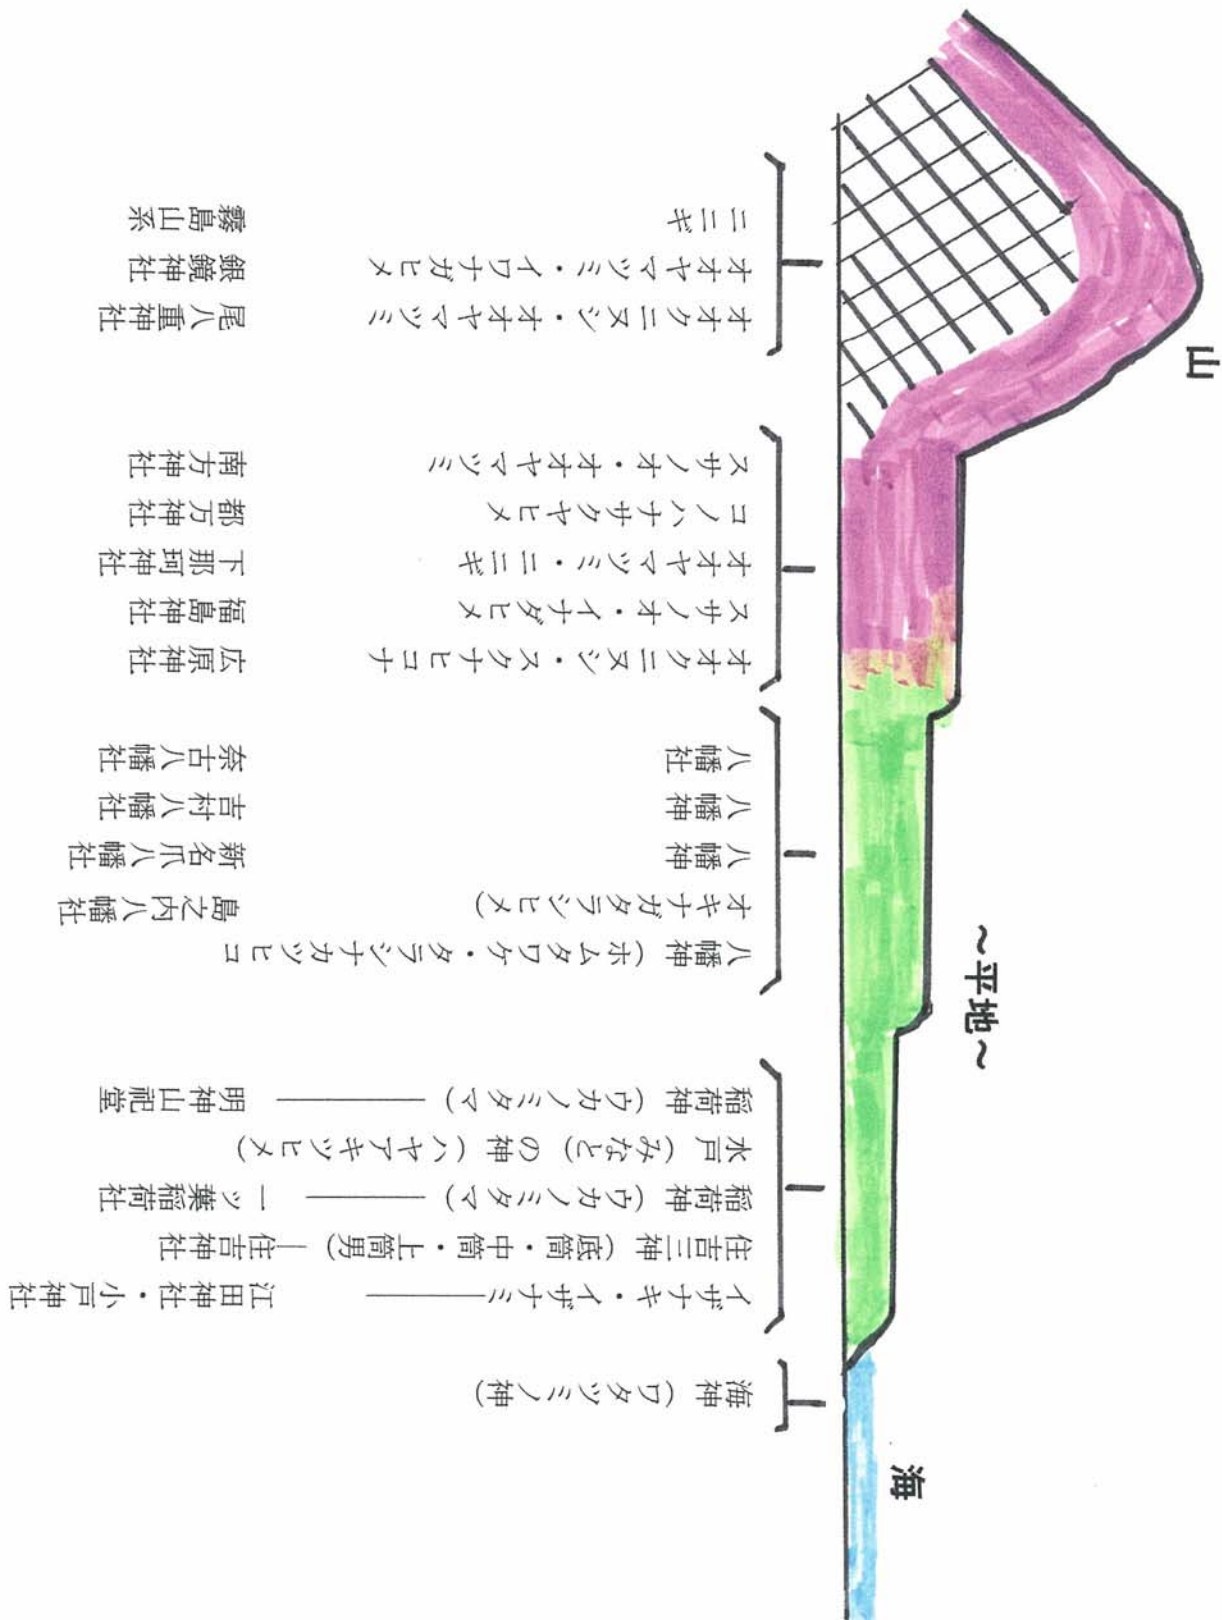 山
～平地～
海
海神（ワタツミノ神）
イザナキ・イザナミ――― 江田神社・小戸神社
住吉三神（底筒・中筒・上筒男）―住吉神社
稲荷神（ウカノミタマ）――― 一ツ葉稲荷社
水戸（みなと）の神（ハヤアキツヒメ）
稲荷神（ウカノミタマ）――― 明神山祀堂
八幡神（ホムタワケ・タラシナカツヒコ
オキナガタラシヒメ） 島之内八幡社
八幡神 新名爪八幡社
八幡神 吉村八幡社
八幡社 奈古八幡社
オオクニヌシ・スクナヒコナ 広原神社
スサノオ・イナダヒメ 福島神社
オオヤマツミ・ニニギ 下那珂神社
コノハナサクヤヒメ 都万神社
スサノオ・オオヤマツミ 南方神社
オオクニヌシ・オオヤマツミ 尾八重神社
オオヤマツミ・イワナガヒメ 銀鏡神社
ニニギ 霧島山系